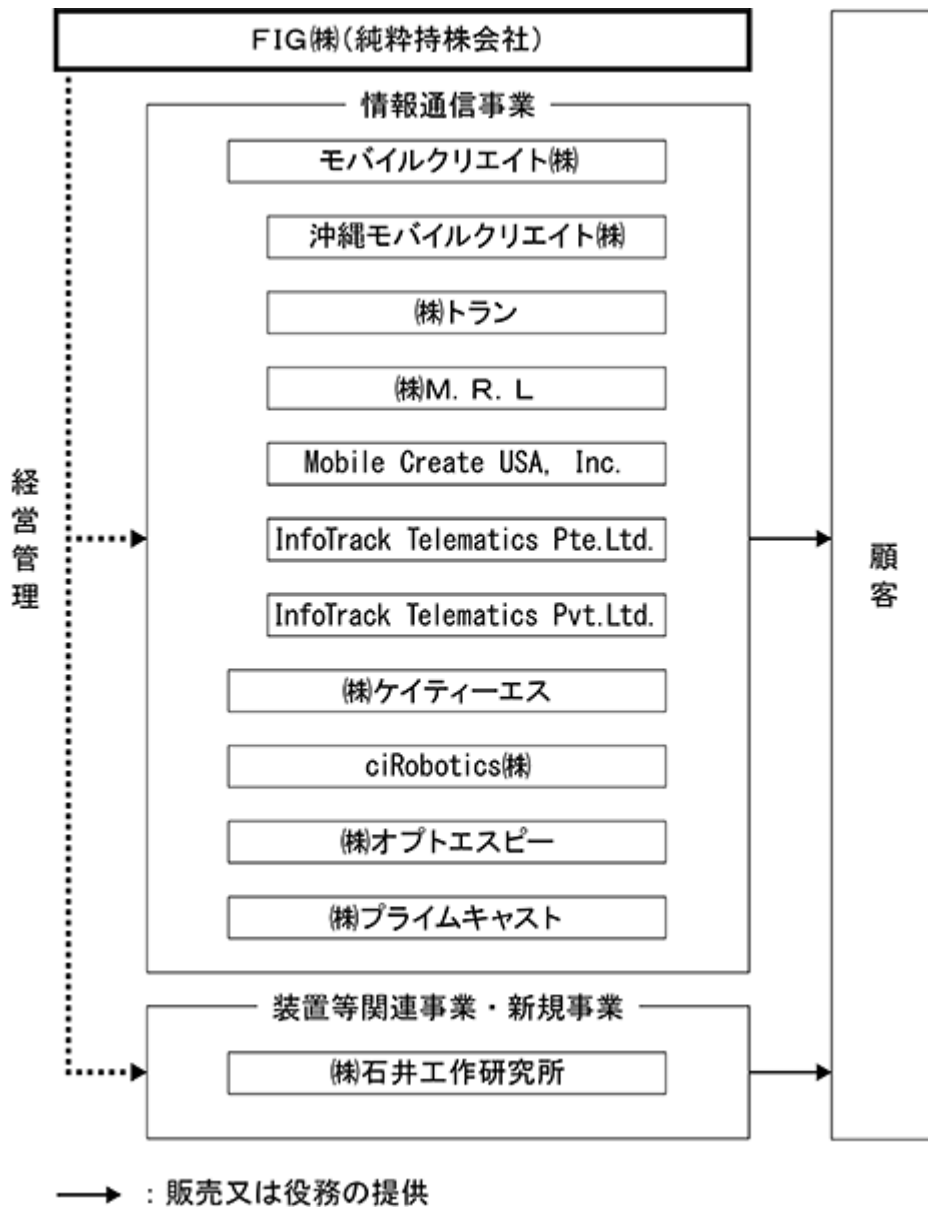 FIG㈱(純粋持株会社)
情報通信事業
モバイルクリエイト㈱
沖縄モバイルクリエイト㈱
㈱トラン
㈱M. R. L
Mobile Create USA, Inc.
InfoTrack Telematics Pte.Ltd.
InfoTrack Telematics Pvt.Ltd.
㈱ケイティーエス
ciRobotics㈱
㈱オプトエスピー
㈱プライムキャスト
経営管理
顧客
装置等関連事業・新規事業
㈱石井工作研究所
：販売又は役務の提供